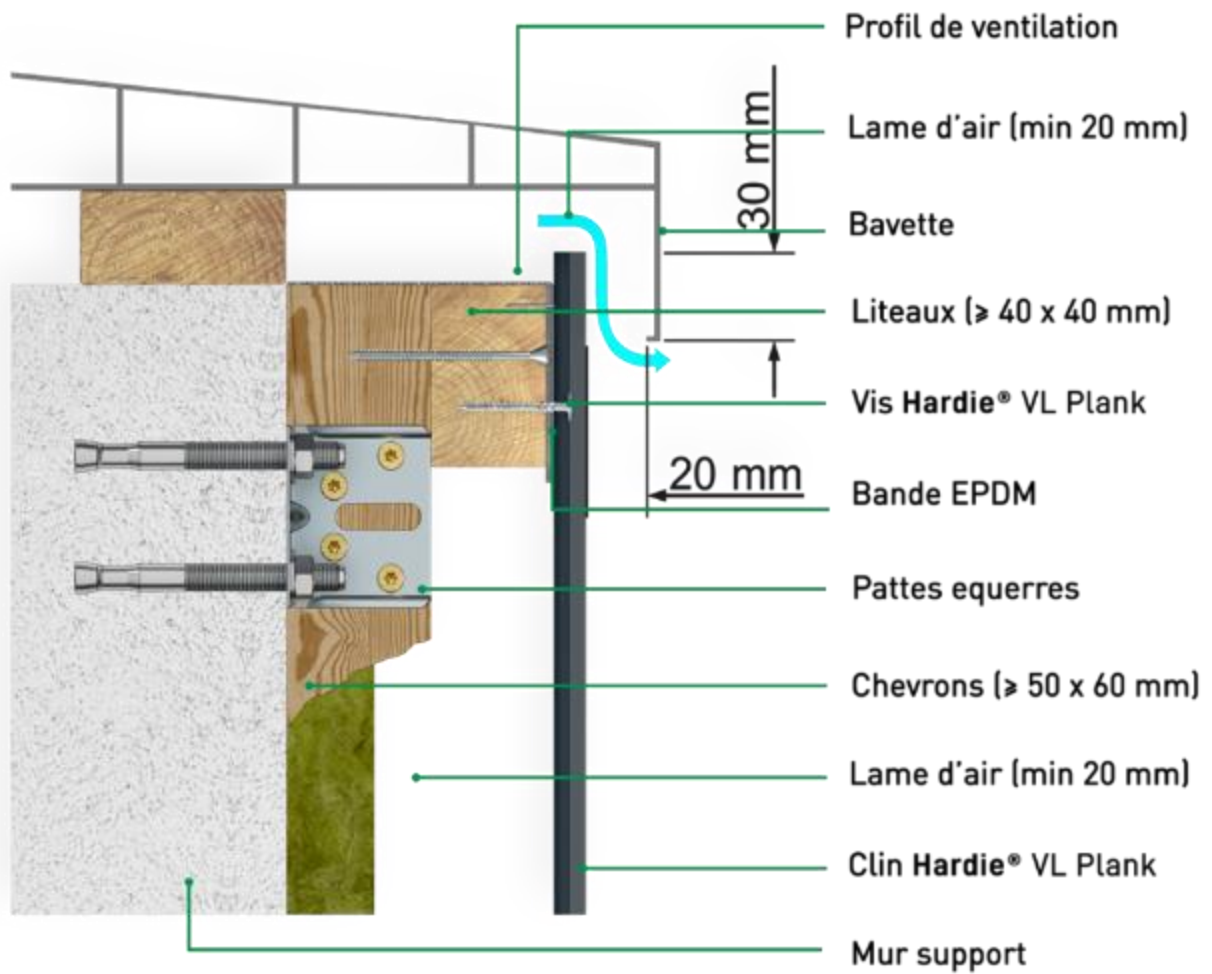 Profil de ventilation
30 mm
Lame d'air (min 20 mm)
Bavette
Liteaux (⩾ 40 x 40 mm)
Vis Hardie® VL Plank
20 mm
Bande EPDM
Pattes equerres
Chevrons (⩾ 50 x 60 mm)
Lame d'air (min 20 mm)
Clin Hardie® VL Plank
Mur support